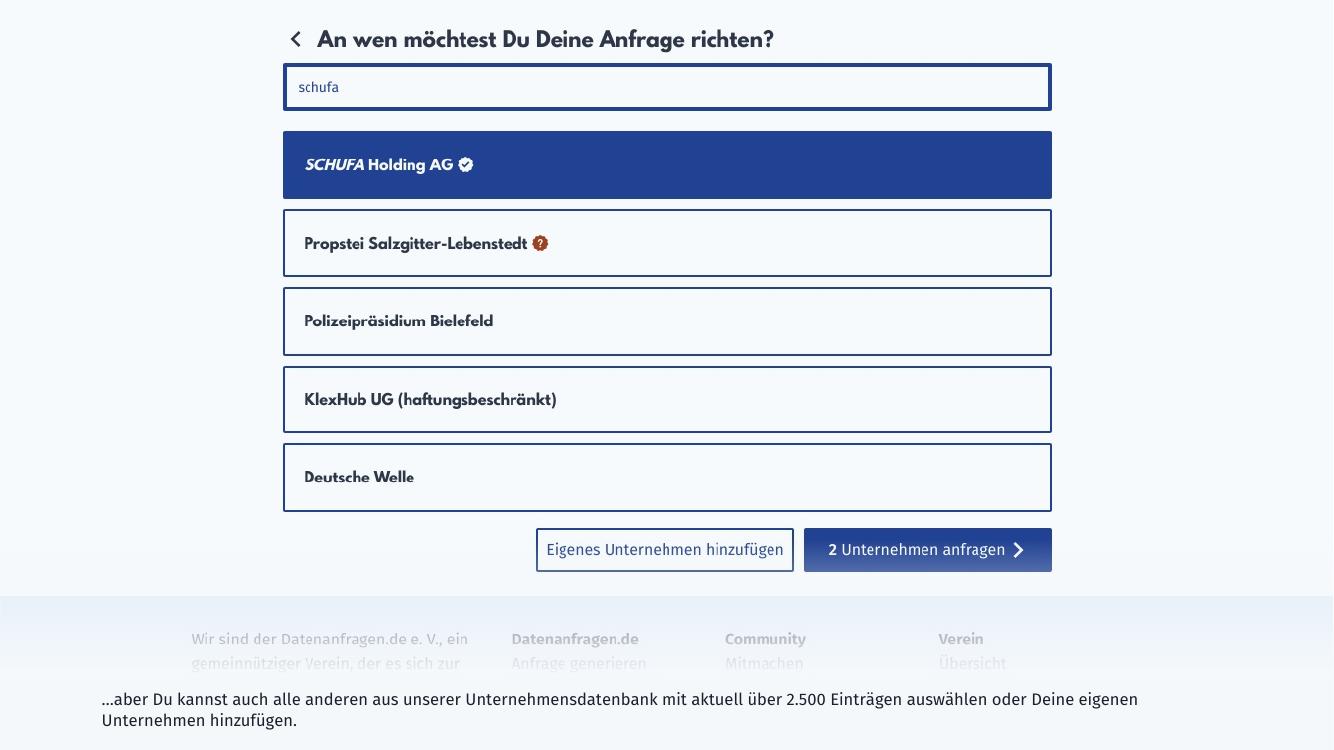 An wen möchtest Du Deine Anfrage richten?
schufa
SCHUFA Holding AG
Propstei Salzgitter-Lebenstedt
Polizeipräsidium Bielefeld
KlexHub UG (haftungsbeschränkt)
Deutsche Welle
Eigenes Unternehmen hinzufügen
2 Unternehmen anfragen
Wir sind der Datenanfragen.de e. V., ein
gemeinnütziger Verein, der es sich zur
Datenanfragen.de
Anfrage generieren
Community
Mitmachen
Verein
Übersicht
...aber Du kannst auch alle anderen aus unserer Unternehmensdatenbank mit aktuell über 2.500 Einträgen auswählen oder Deine eigenen
Unternehmen hinzufügen.